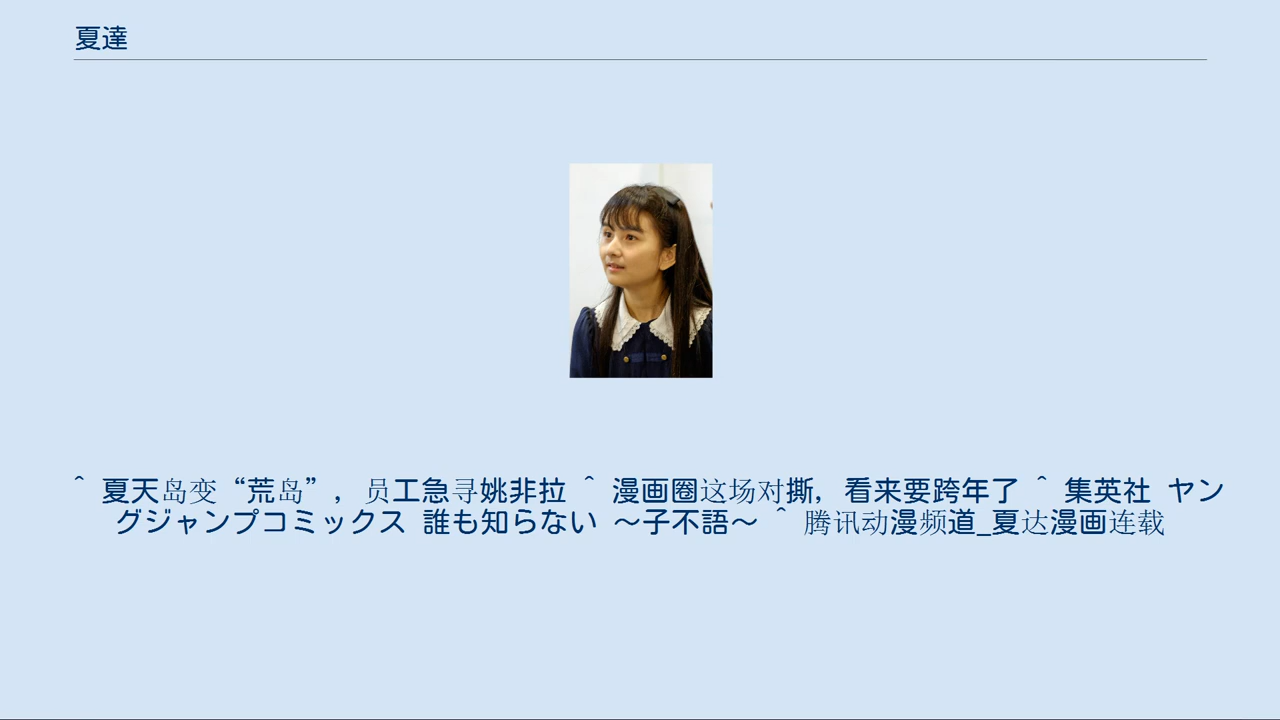 夏達
^ 夏天岛变“荒岛”，员工急寻姚非拉 ^ 漫画圈这场对撕，看来要跨年了 ^ 集英社 ヤン
グジャンプコミックス 誰も知らない ～子不語～ ^ 腾讯动漫频道_夏达漫画连载